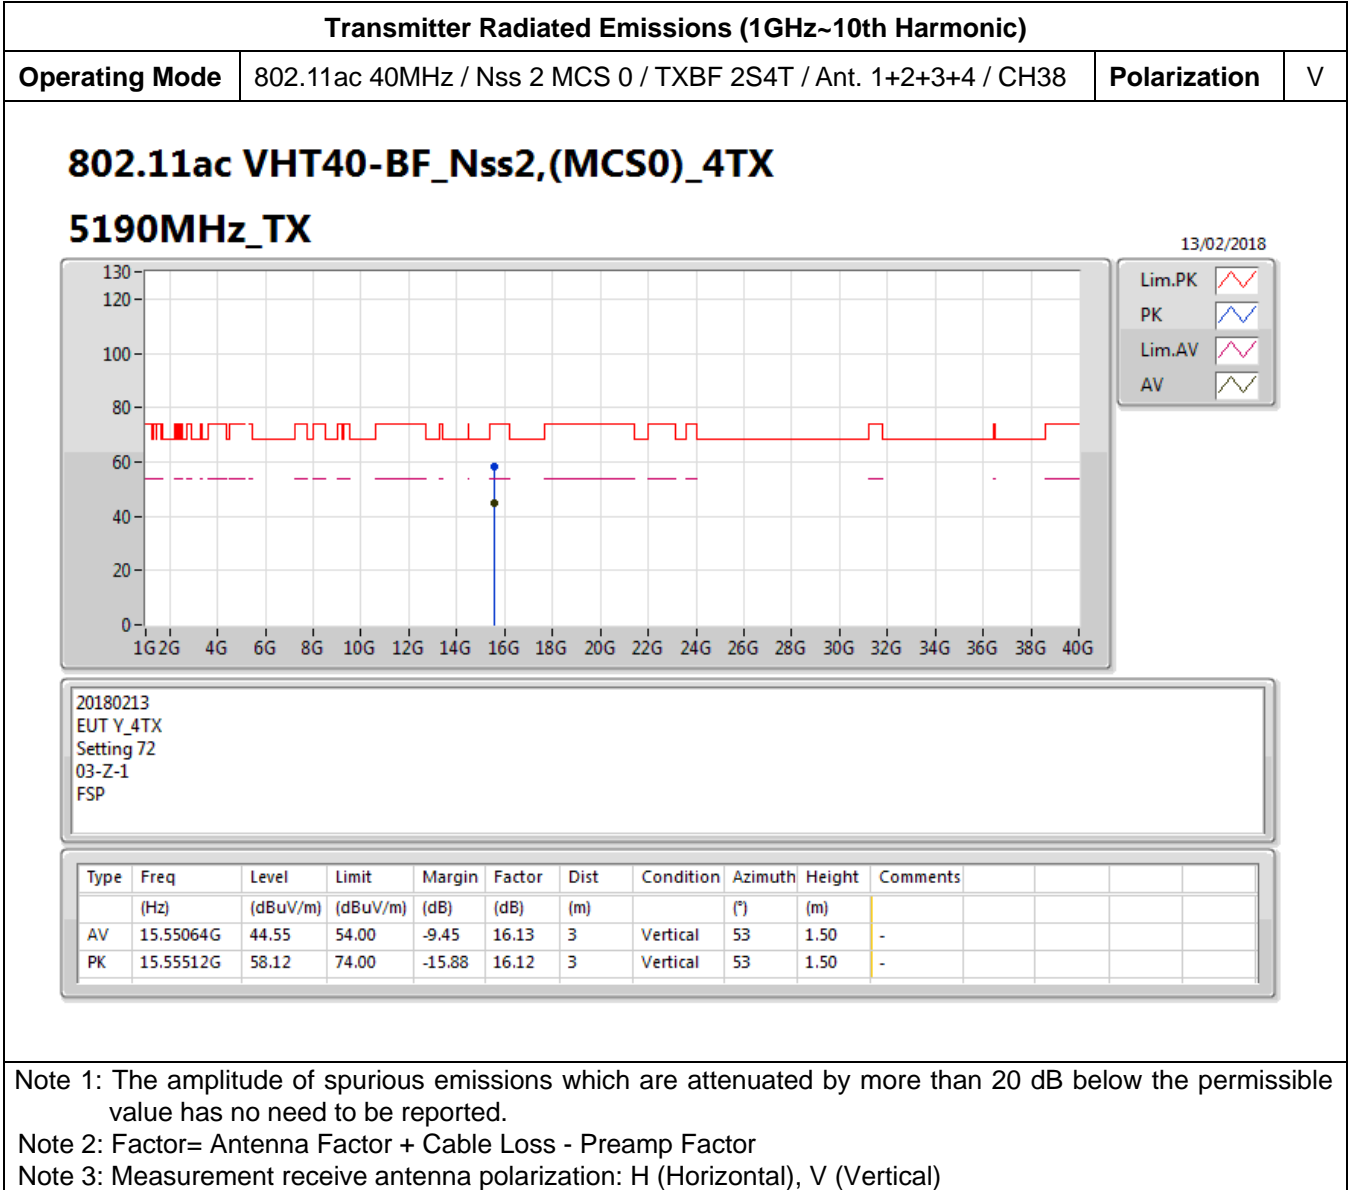 Transmitter Radiated Emissions (1GHz~10th Harmonic)
Operating Mode 802.11ac 40MHz / Nss 2 MCS 0 / TXBF 2S4T / Ant. 1+2+3+4 / CH38 Polarization V
802.11ac VHT40-BF_Nss2,(MCS0)_4TX
5190MHz_TX
13/02/2018
130
120
100
80
60
40
20
0
1G 2G 4G 6G 8G 10G 12G 14G 16G 18G 20G 22G 24G 26G 28G 30G 32G 34G 36G 38G 40G
Lim.PK
PK
Lim.AV
AV
20180213
EUT Y_4TX
Setting 72
03-Z-1
FSP
Type Freq Level Limit Margin Factor Dist Condition Azimuth Height Comments
(Hz) (dBuV/m) (dBuV/m) (dB) (dB) (m) (°) (m)
AV 15.55064G 44.55 54.00 -9.45 16.13 3 Vertical 53 1.50 -
PK 15.55512G 58.12 74.00 -15.88 16.12 3 Vertical 53 1.50 -
Note 1: The amplitude of spurious emissions which are attenuated by more than 20 dB below the permissible
value has no need to be reported.
Note 2: Factor= Antenna Factor + Cable Loss - Preamp Factor
Note 3: Measurement receive antenna polarization: H (Horizontal), V (Vertical)